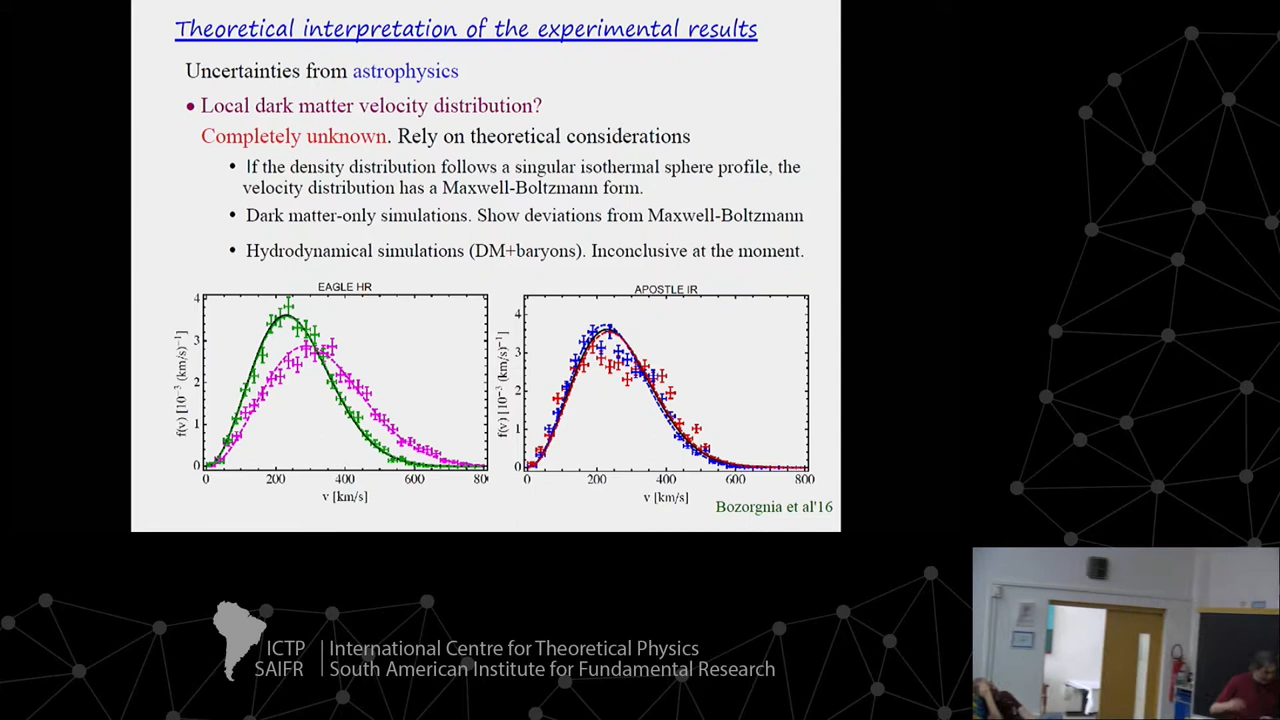 Theoretical interpretation of the experimental results
Uncertainties from astrophysics
• Local dark matter velocity distribution?
Completely unknown. Rely on theoretical considerations
• If the density distribution follows a singular isothermal sphere profile, the
velocity distribution has a Maxwell-Boltzmann form.
• Dark matter-only simulations. Show deviations from Maxwell-Boltzmann
• Hydrodynamical simulations (DM+baryons). Inconclusive at the moment.
EAGLE HR
f(v) [10⁻³ (km/s)⁻¹]
4
3
2
1
0
0 200 400 600 80
v [km/s]
APOSTLE IR
f(v) [10⁻³ (km/s)⁻¹]
4
3
2
1
0
0 200 400 600 800
v [km/s]
Bozorgnia et al'16
ICTP
SAIFR
International Centre for Theoretical Physics
South American Institute for Fundamental Research